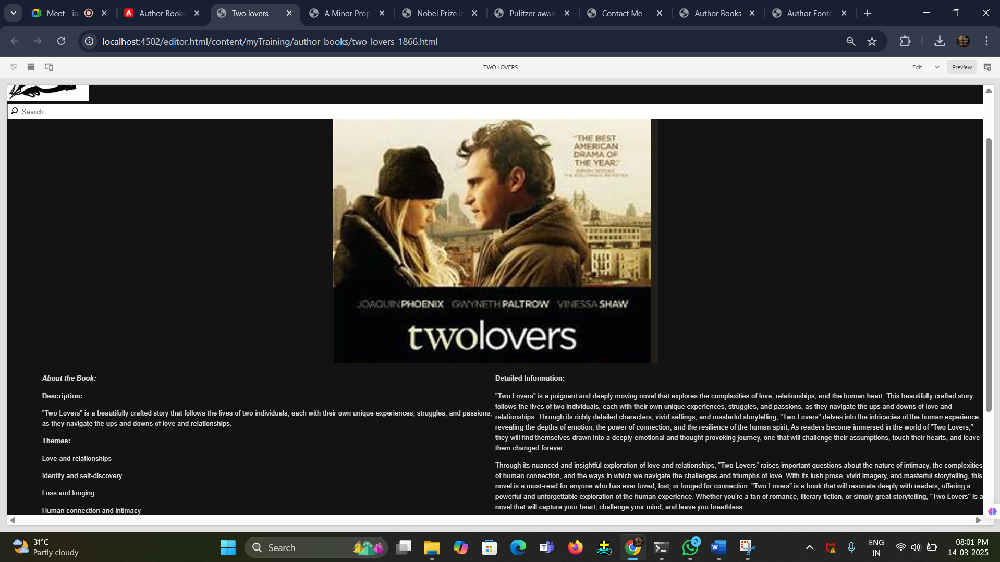 Meet - iac
Author Books
Two lovers
A Minor Prop
Nobel Prize in
Pulitzer award
Contact Me
Author Books
Author Foote
localhost:4502/editor.html/content/myTraining/author-books/two-lovers-1866.html
TWO LOVERS
Edit
Preview
Search
"THE BEST
AMERICAN
DRAMA OF
THE YEAR."
JOAQUIN PHOENIX GWYNETH PALTROW VINESSA SHAW
twolovers
About the Book:
Description:
"Two Lovers" is a beautifully crafted story that follows the lives of two individuals, each with their own unique experiences, struggles, and passions,
as they navigate the ups and downs of love and relationships.
Themes:
Love and relationships
Identity and self-discovery
Loss and longing
Human connection and intimacy
Detailed Information:
"Two Lovers" is a poignant and deeply moving novel that explores the complexities of love, relationships, and the human heart. This beautifully crafted story
follows the lives of two individuals, each with their own unique experiences, struggles, and passions, as they navigate the ups and downs of love and
relationships. Through its richly detailed characters, vivid settings, and masterful storytelling, "Two Lovers" delves into the intricacies of the human experience,
revealing the depths of emotion, the power of connection, and the resilience of the human spirit. As readers become immersed in the world of "Two Lovers,"
they will find themselves drawn into a deeply emotional and thought-provoking journey, one that will challenge their assumptions, touch their hearts, and leave
them changed forever.
Through its nuanced and insightful exploration of love and relationships, "Two Lovers" raises important questions about the nature of intimacy, the complexities
of human connection, and the ways in which we navigate the challenges and triumphs of love. With its lush prose, vivid imagery, and masterful storytelling, this
novel is a must-read for anyone who has ever loved, lost, or longed for connection. "Two Lovers" is a book that will resonate deeply with readers, offering a
powerful and unforgettable exploration of the human experience. Whether you're a fan of romance, literary fiction, or simply great storytelling, "Two Lovers" is a
novel that will capture your heart, challenge your mind, and leave you breathless.
31°C
Partly cloudy
Search
2
ENG
IN
08:01 PM
14-03-2025